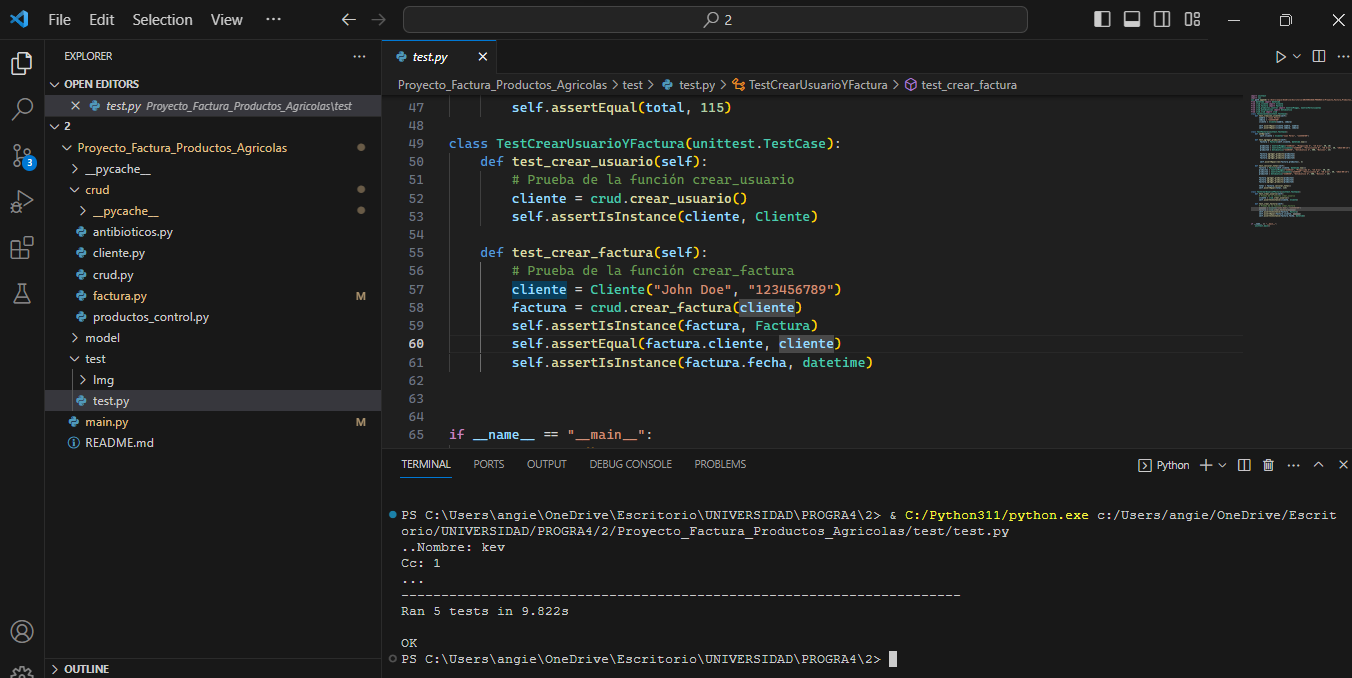 File Edit Selection View ··· 2
EXPLORER ···
OPEN EDITORS
test.py Proyecto_Factura_Productos_Agricolas\test
2
Proyecto_Factura_Productos_Agricolas
__pycache__
crud
__pycache__
antibioticos.py
cliente.py
crud.py
factura.py M
productos_control.py
model
test
Img
test.py
main.py M
README.md
OUTLINE
3
test.py
Proyecto_Factura_Productos_Agricolas > test > test.py > TestCrearUsuarioYFactura > test_crear_factura
47 self.assertEqual(total, 115)
48
49 class TestCrearUsuarioYFactura(unittest.TestCase):
50 def test_crear_usuario(self):
51 # Prueba de la función crear_usuario
52 cliente = crud.crear_usuario()
53 self.assertIsInstance(cliente, Cliente)
54
55 def test_crear_factura(self):
56 # Prueba de la función crear_factura
57 cliente = Cliente("John Doe", "123456789")
58 factura = crud.crear_factura(cliente)
59 self.assertIsInstance(factura, Factura)
60 self.assertEqual(factura.cliente, cliente)
61 self.assertIsInstance(factura.fecha, datetime)
62
63
64
65 if __name__ == "__main__":
TERMINAL PORTS OUTPUT DEBUG CONSOLE PROBLEMS Python
PS C:\Users\angie\OneDrive\Escritorio\UNIVERSIDAD\PROGRA4\2> & C:/Python311/python.exe c:/Users/angie/OneDrive/Escrit
orio/UNIVERSIDAD/PROGRA4/2/Proyecto_Factura_Productos_Agricolas/test/test.py
..Nombre: kev
Cc: 1
...
----------------------------------------------------------------------
Ran 5 tests in 9.822s
OK
PS C:\Users\angie\OneDrive\Escritorio\UNIVERSIDAD\PROGRA4\2>